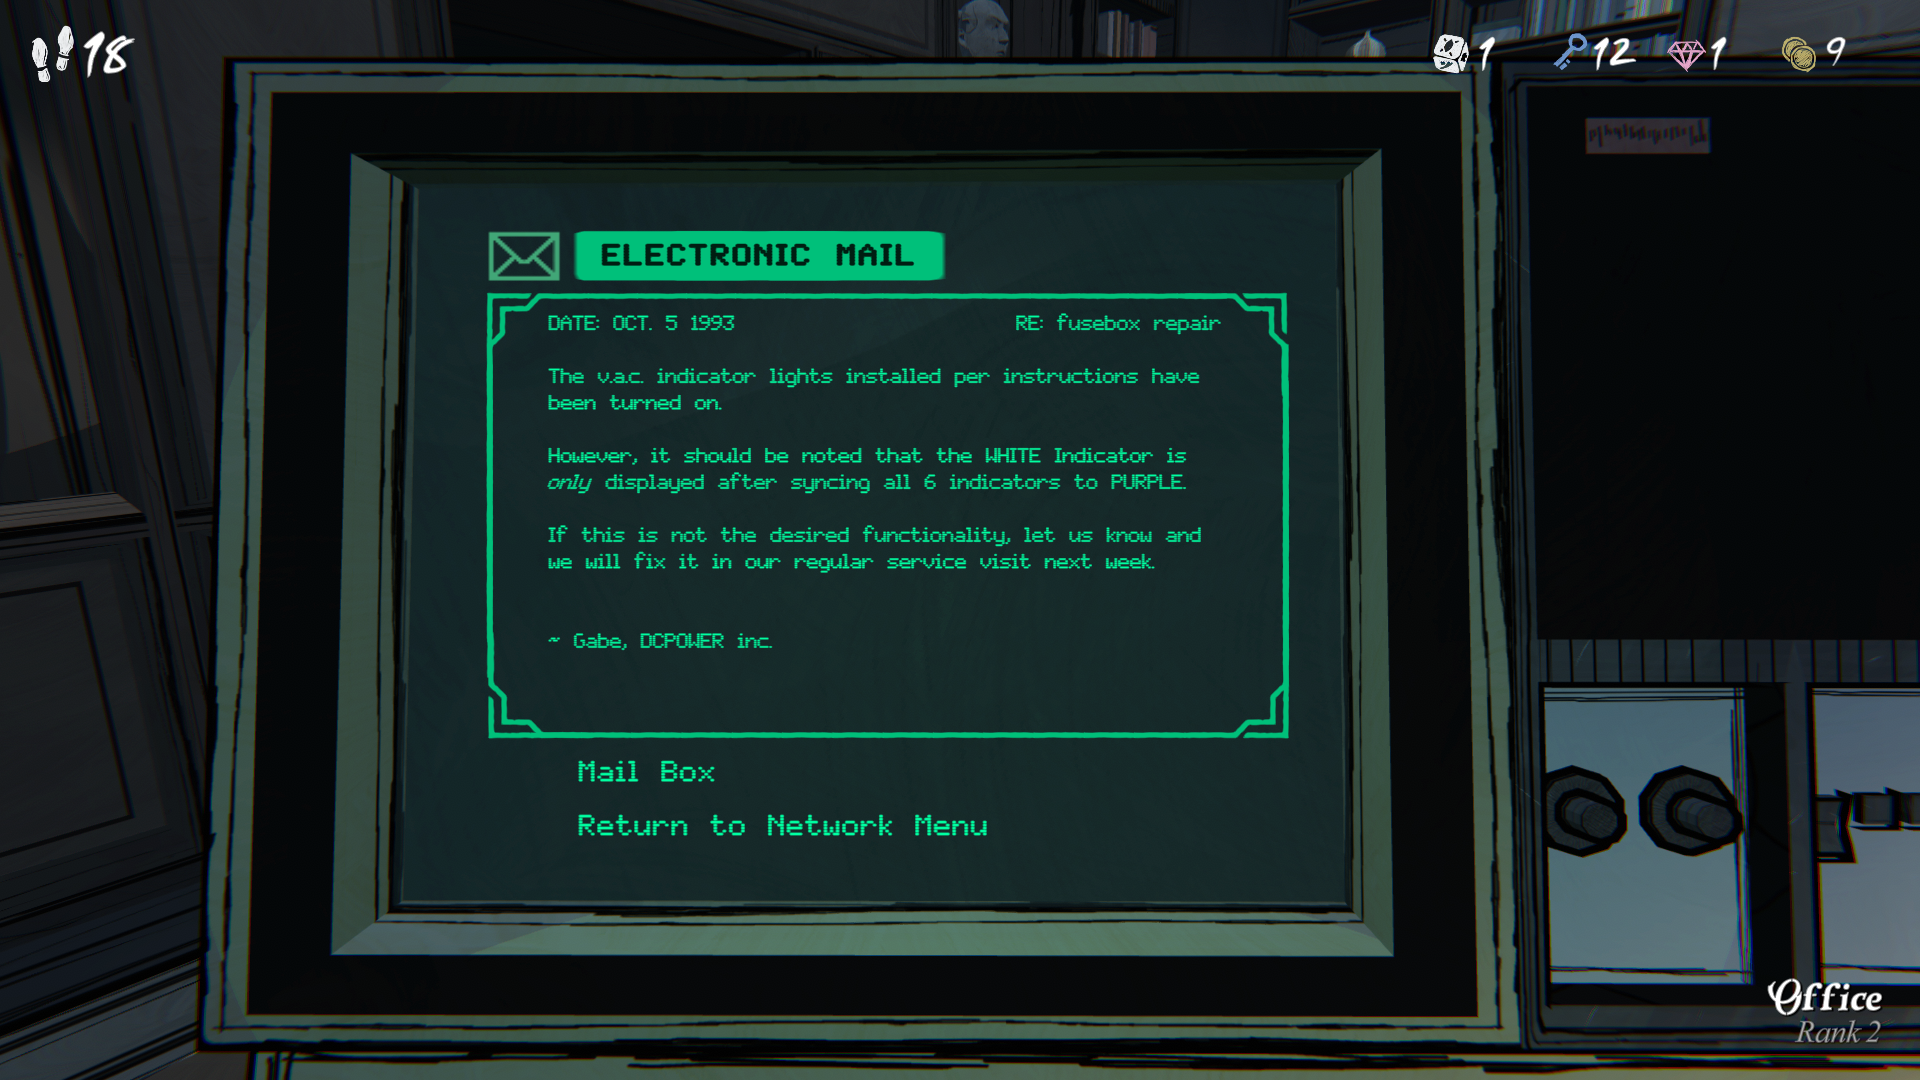 18
1
12
1
9
ELECTRONIC MAIL
DATE: OCT. 5 1993
RE: fusebox repair
The v.a.c. indicator lights installed per instructions have
been turned on.
However, it should be noted that the WHITE Indicator is
only displayed after syncing all 6 indicators to PURPLE.
If this is not the desired functionality, let us know and
we will fix it in our regular service visit next week.
~ Gabe, DCPOWER inc.
Mail Box
Return to Network Menu
Office
Rank 2